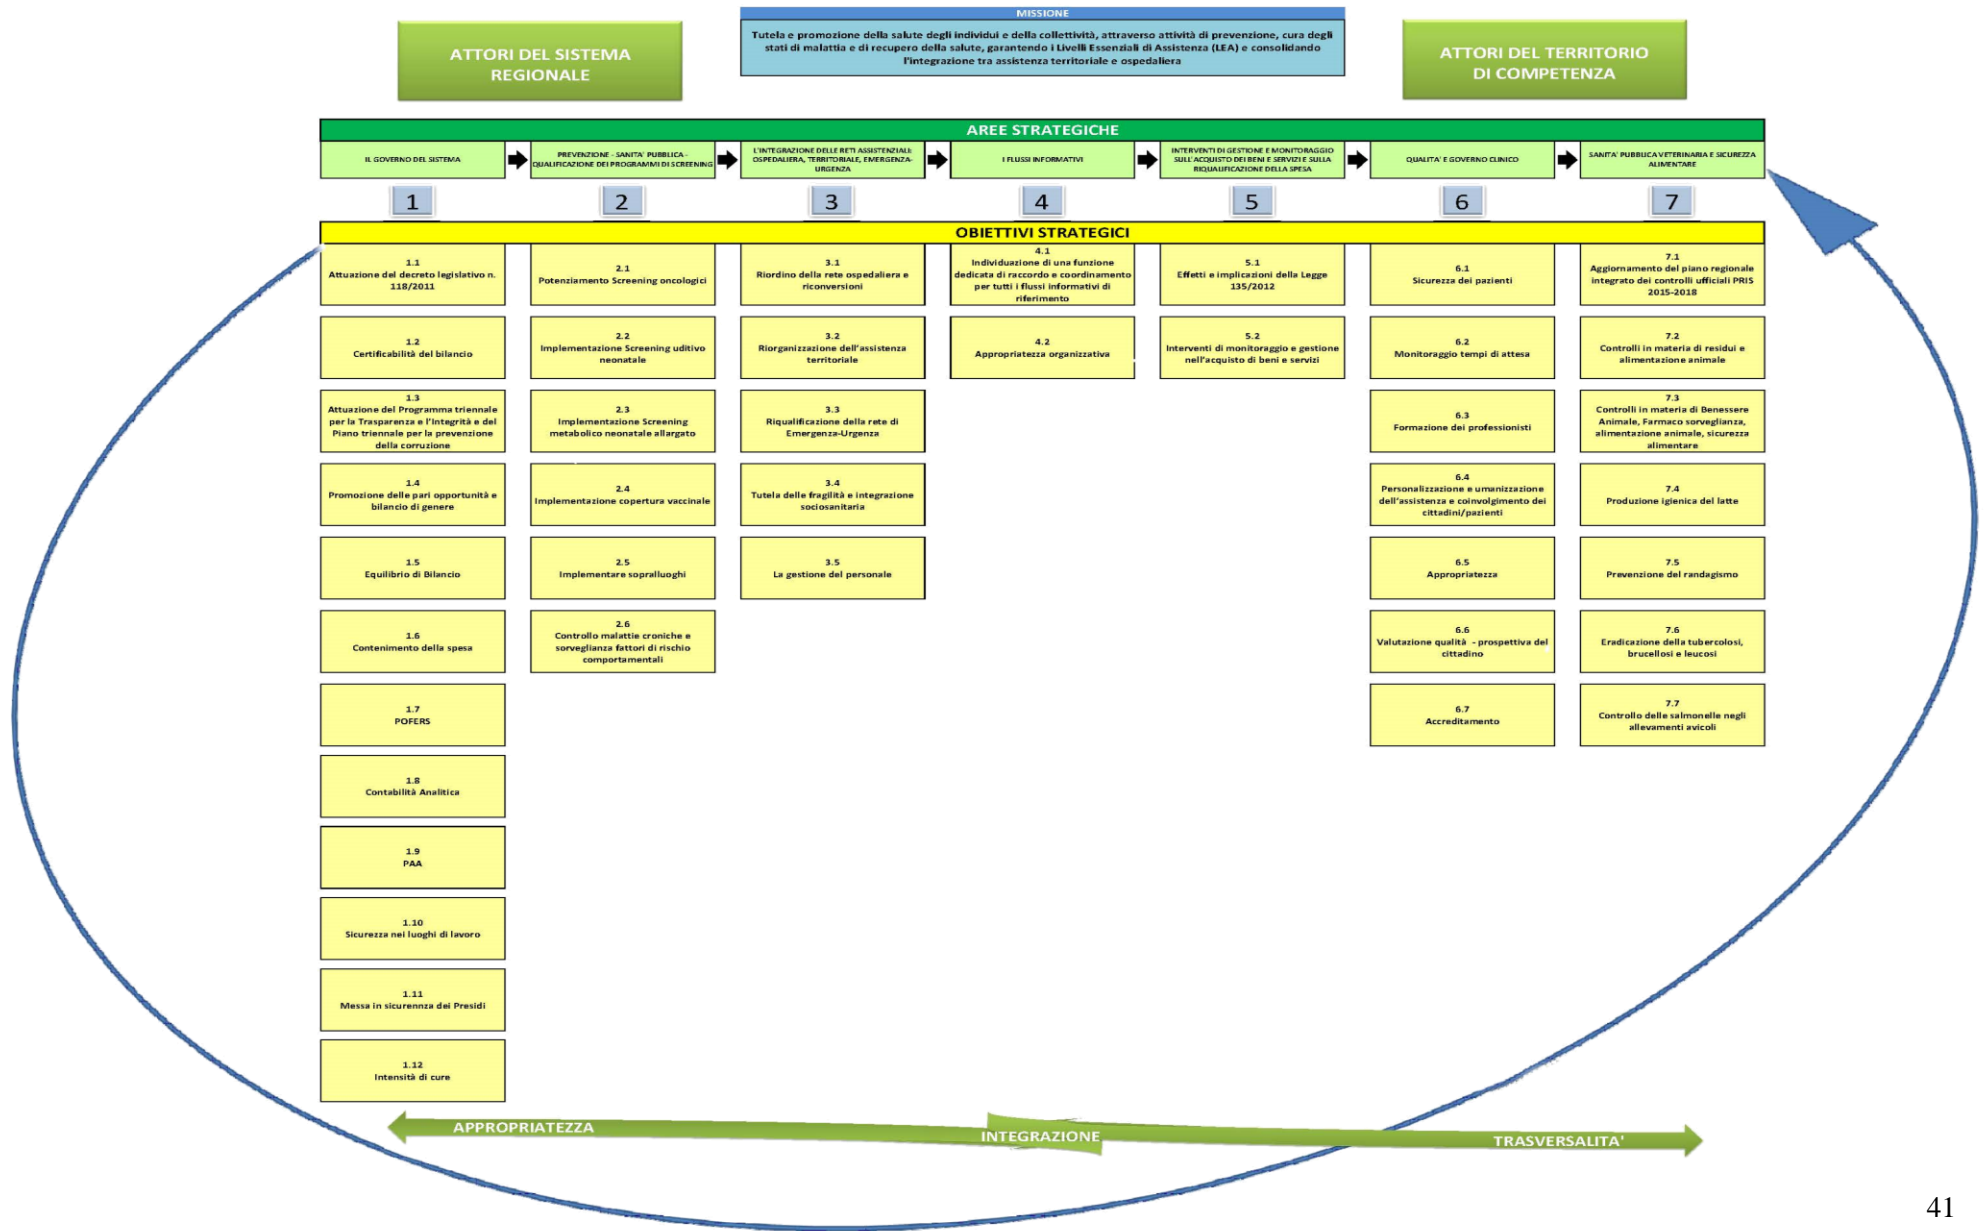 MISSIONE
Tutela e promozione della salute degli individui e della collettività, attraverso attività di prevenzione, cura degli
stati di malattia e di recupero della salute, garantendo i Livelli Essenziali di Assistenza (LEA) e consolidando
l'integrazione tra assistenza territoriale e ospedaliera
ATTORI DEL SISTEMA
REGIONALE
ATTORI DEL TERRITORIO
DI COMPETENZA
AREE STRATEGICHE
IL GOVERNO DEL SISTEMA
PREVENZIONE - SANITA' PUBBLICA -
QUALIFICAZIONE DEI PROGRAMMI DI SCREENING
L'INTEGRAZIONE DELLE RETI ASSISTENZIALI:
OSPEDALIERA, TERRITORIALE, EMERGENZA-
URGENZA
I FLUSSI INFORMATIVI
INTERVENTI DI GESTIONE E MONITORAGGIO
SULL'ACQUISTO DEI BENI E SERVIZI E SULLA
RIQUALIFICAZIONE DELLA SPESA
QUALITA' E GOVERNO CLINICO
SANITA' PUBBLICA VETERINARIA E SICUREZZA
ALIMENTARE
1
2
3
4
5
6
7
OBIETTIVI STRATEGICI
1.1
Attuazione del decreto legislativo n.
118/2011
1.2
Certificabilità del bilancio
1.3
Attuazione del Programma triennale
per la Trasparenza e l'Integrità e del
Piano triennale per la prevenzione
della corruzione
1.4
Promozione delle pari opportunità e
bilancio di genere
1.5
Equilibrio di Bilancio
1.6
Contenimento della spesa
1.7
POFERS
1.8
Contabilità Analitica
1.9
PAA
1.10
Sicurezza nei luoghi di lavoro
1.11
Messa in sicurennza dei Presidi
1.12
Intensità di cure
2.1
Potenziamento Screening oncologici
2.2
Implementazione Screening uditivo
neonatale
2.3
Implementazione Screening
metabolico neonatale allargato
2.4
Implementazione copertura vaccinale
2.5
Implementare sopralluoghi
2.6
Controllo malattie croniche e
sorveglianza fattori di rischio
comportamentali
3.1
Riordino della rete ospedaliera e
riconversioni
3.2
Riorganizzazione dell'assistenza
territoriale
3.3
Riqualificazione della rete di
Emergenza-Urgenza
3.4
Tutela delle fragilità e integrazione
sociosanitaria
3.5
La gestione del personale
4.1
Individuazione di una funzione
dedicata di raccordo e coordinamento
per tutti i flussi informativi di
riferimento
4.2
Appropriatezza organizzativa
5.1
Effetti e implicazioni della Legge
135/2012
5.2
Interventi di monitoraggio e gestione
nell'acquisto di beni e servizi
6.1
Sicurezza dei pazienti
6.2
Monitoraggio tempi di attesa
6.3
Formazione dei professionisti
6.4
Personalizzazione e umanizzazione
dell'assistenza e coinvolgimento dei
cittadini/pazienti
6.5
Appropriatezza
6.6
Valutazione qualità - prospettiva del
cittadino
6.7
Accreditamento
7.1
Aggiornamento del piano regionale
integrato dei controlli ufficiali PRIS
2015-2018
7.2
Controlli in materia di residui e
alimentazione animale
7.3
Controlli in materia di Benessere
Animale, Farmaco sorveglianza,
alimentazione animale, sicurezza
alimentare
7.4
Produzione igienica del latte
7.5
Prevenzione del randagismo
7.6
Eradicazione della tubercolosi,
brucellosi e leucosi
7.7
Controllo delle salmonelle negli
allevamenti avicoli
APPROPRIATEZZA
INTEGRAZIONE
TRASVERSALITA'
41